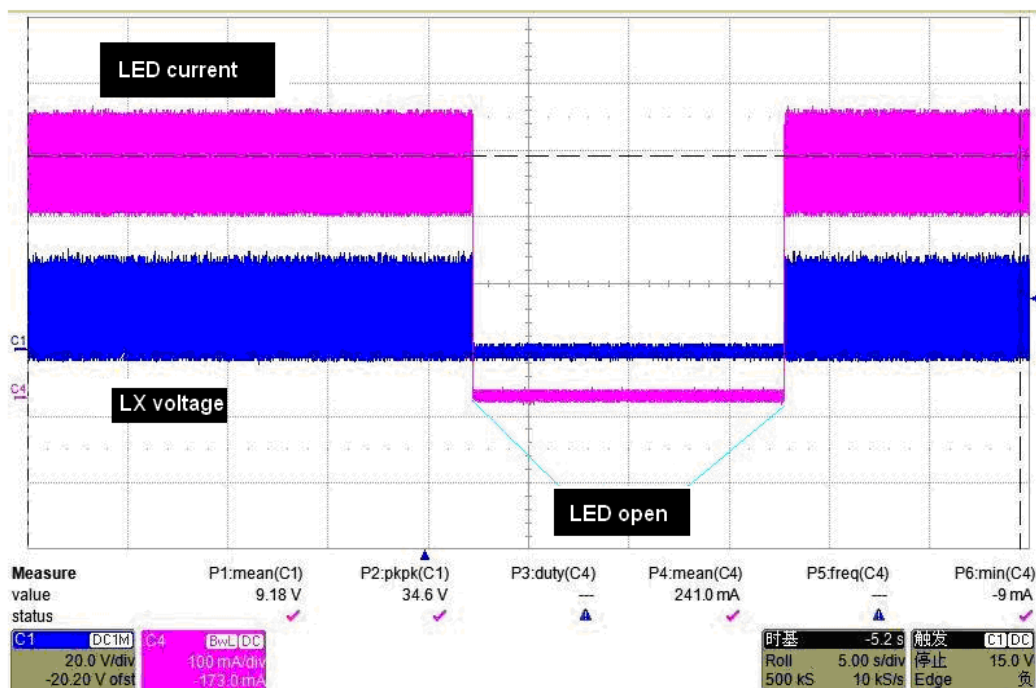 LED current
C1
C4
LX voltage
LED open
Measure P1:mean(C1) P2:pkpk(C1) P3:duty(C4) P4:mean(C4) P5:freq(C4) P6:min(C4)
value 9.18 V 34.6 V --- 241.0 mA --- -9 mA
status
C1 DC1M C4 BwL DC 时基 -5.2 s 触发 C1 DC
20.0 V/div 100 mA/div Roll 5.00 s/div 停止 15.0 V
-20.20 V ofst -173.0 mA 500 kS 10 kS/s Edge 负